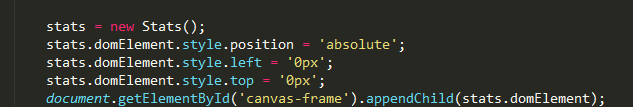 stats = new Stats();
stats.domElement.style.position = 'absolute';
stats.domElement.style.left = '0px';
stats.domElement.style.top = '0px';
document.getElementById('canvas-frame').appendChild(stats.domElement);